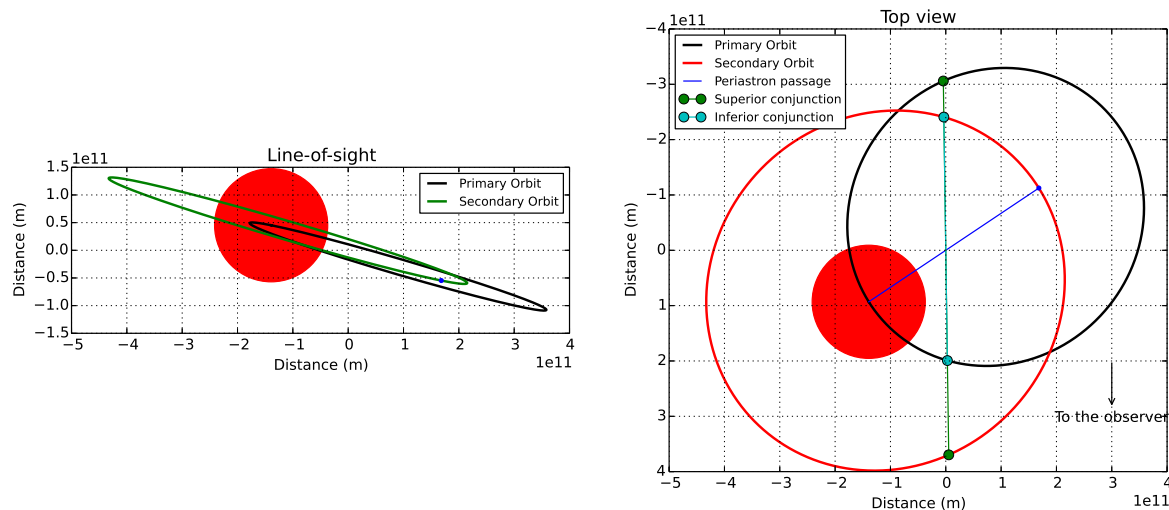 Line-of-sight
1e11
1.5
1.0
0.5
0.0
−0.5
−1.0
−1.5
Distance (m)
Primary Orbit
Secondary Orbit
−5 −4 −3 −2 −1 0 1 2 3 4
1e11
Distance (m)
Top view
1e11
−4
−3
−2
−1
0
1
2
3
4
Distance (m)
Primary Orbit
Secondary Orbit
Periastron passage
Superior conjunction
Inferior conjunction
To the observer
−5 −4 −3 −2 −1 0 1 2 3 4
1e11
Distance (m)